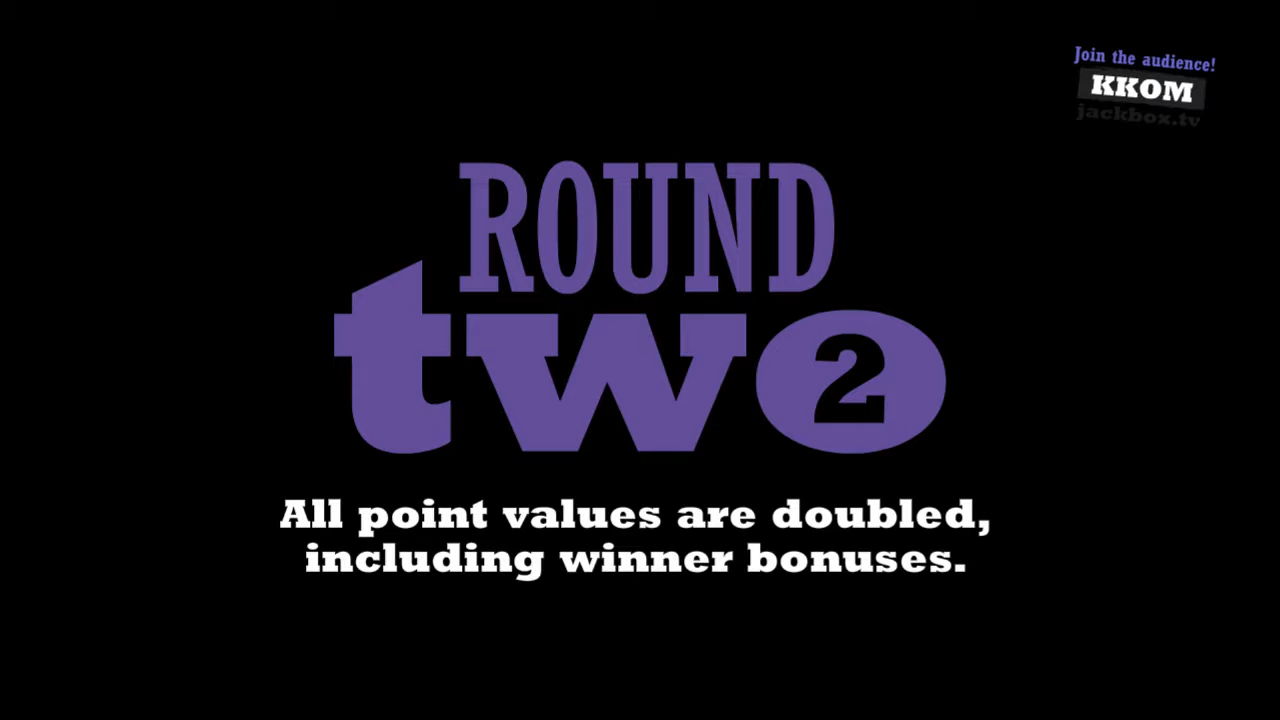 Join the audience!
KKOM
jackbox.tv
ROUND
two
2
All point values are doubled,
including winner bonuses.